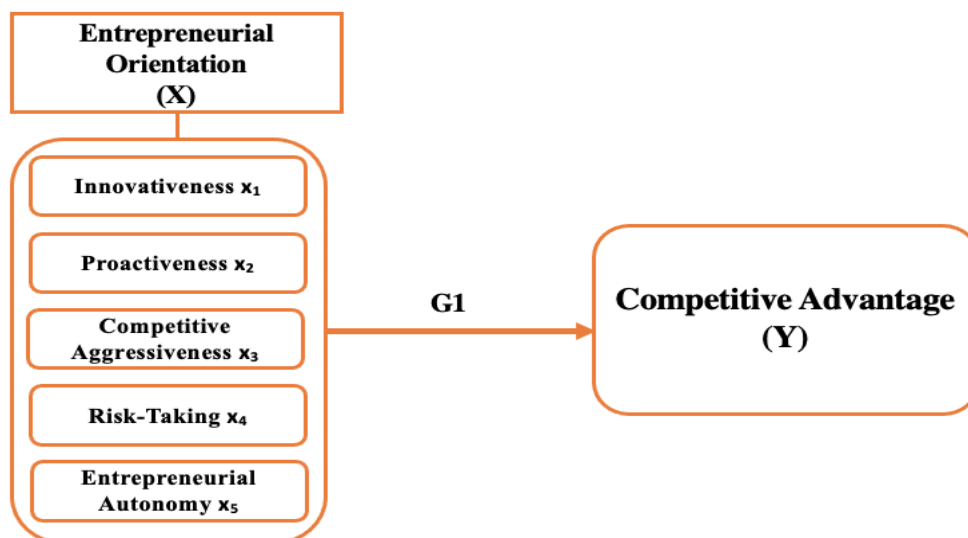 Entrepreneurial
Orientation
(X)
Innovativeness x₁
Proactiveness x₂
Competitive
Aggressiveness x₃
Risk-Taking x₄
Entrepreneurial
Autonomy x₅
G1
Competitive Advantage
(Y)